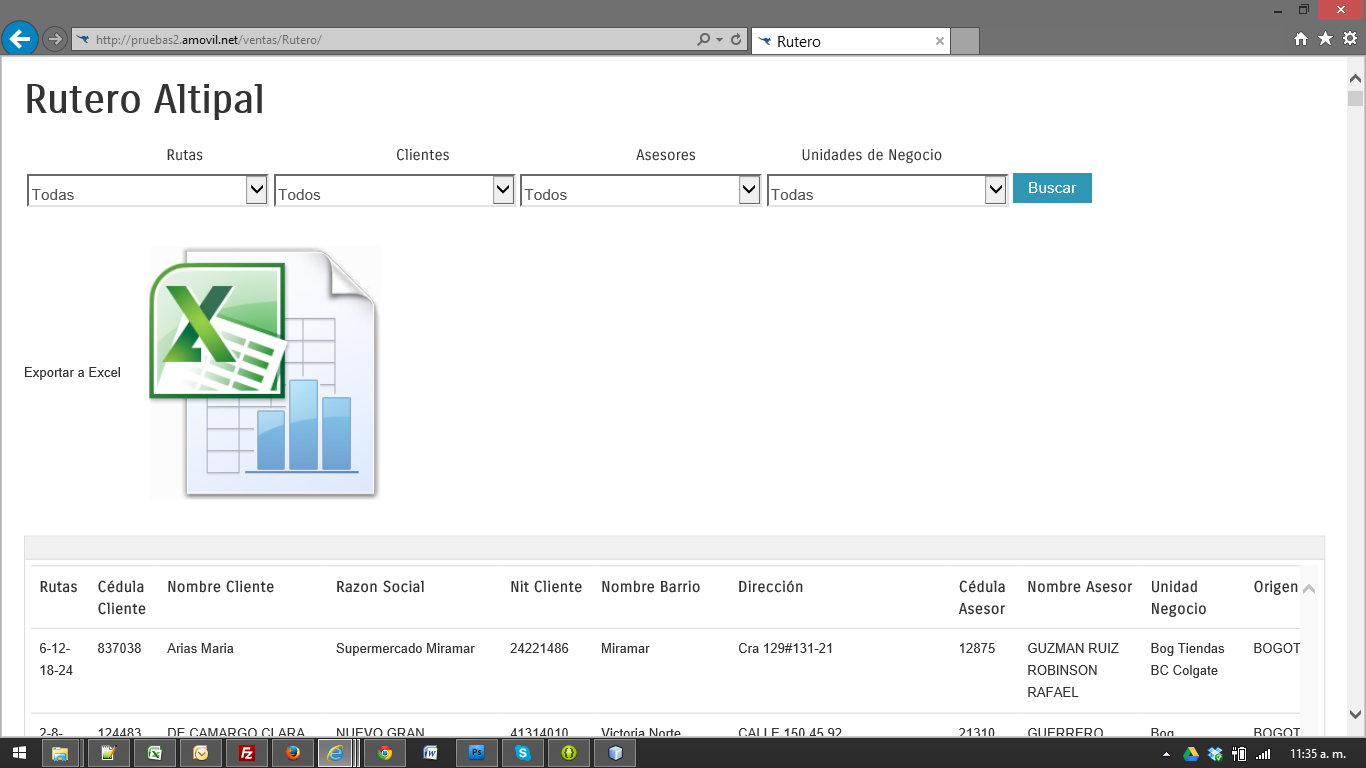 http://pruebas2.amovil.net/ventas/Rutero/
Rutero
Rutero Altipal
Rutas Clientes Asesores Unidades de Negocio
Todas Todos Todos Todas Buscar
Exportar a Excel
Rutas Cédula Nombre Cliente Razon Social Nit Cliente Nombre Barrio Dirección Cédula Nombre Asesor Unidad Origen
Cliente Asesor Negocio
6-12- 837038 Arias Maria Supermercado Miramar 24221486 Miramar Cra 129#131-21 12875 GUZMAN RUIZ Bog Tiendas BOGOT
18-24 ROBINSON BC Colgate
RAFAEL
2-8- 124483 DE CAMARGO CLARA NUEVO GRAN 41314010 Victoria Norte CALLE 150 45 92 21310 GUERRERO Bog BOGOT
11:35 a. m.